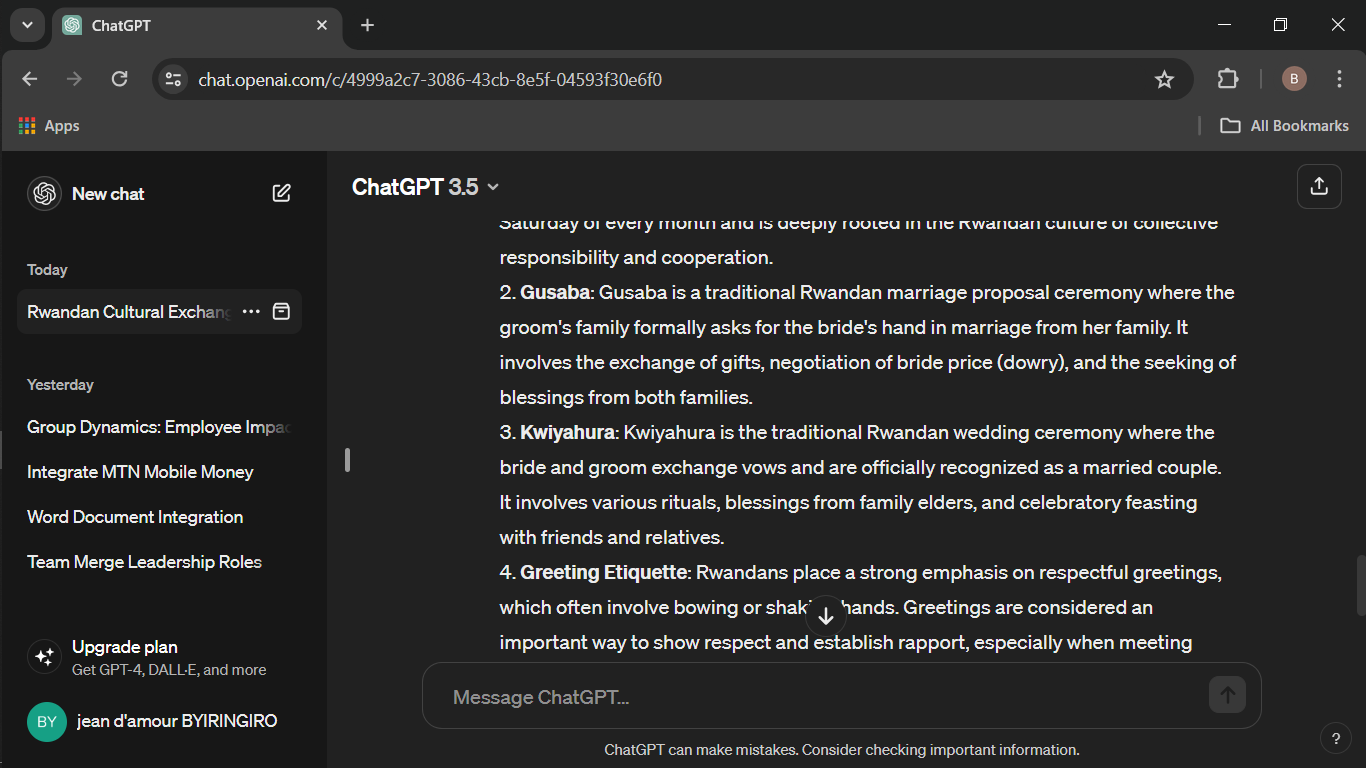 ChatGPT
chat.openai.com/c/4999a2c7-3086-43cb-8e5f-04593f30e6f0
B
Apps
All Bookmarks
New chat
Today
Rwandan Cultural Exchang
Yesterday
Group Dynamics: Employee Impac
Integrate MTN Mobile Money
Word Document Integration
Team Merge Leadership Roles
Upgrade plan
Get GPT-4, DALL·E, and more
BY
jean d'amour BYIRINGIRO
ChatGPT 3.5
Saturday of every month and is deeply rooted in the Rwandan culture of collective
responsibility and cooperation.
2. Gusaba: Gusaba is a traditional Rwandan marriage proposal ceremony where the
groom's family formally asks for the bride's hand in marriage from her family. It
involves the exchange of gifts, negotiation of bride price (dowry), and the seeking of
blessings from both families.
3. Kwiyahura: Kwiyahura is the traditional Rwandan wedding ceremony where the
bride and groom exchange vows and are officially recognized as a married couple.
It involves various rituals, blessings from family elders, and celebratory feasting
with friends and relatives.
4. Greeting Etiquette: Rwandans place a strong emphasis on respectful greetings,
which often involve bowing or shaking hands. Greetings are considered an
important way to show respect and establish rapport, especially when meeting
Message ChatGPT...
ChatGPT can make mistakes. Consider checking important information.
?